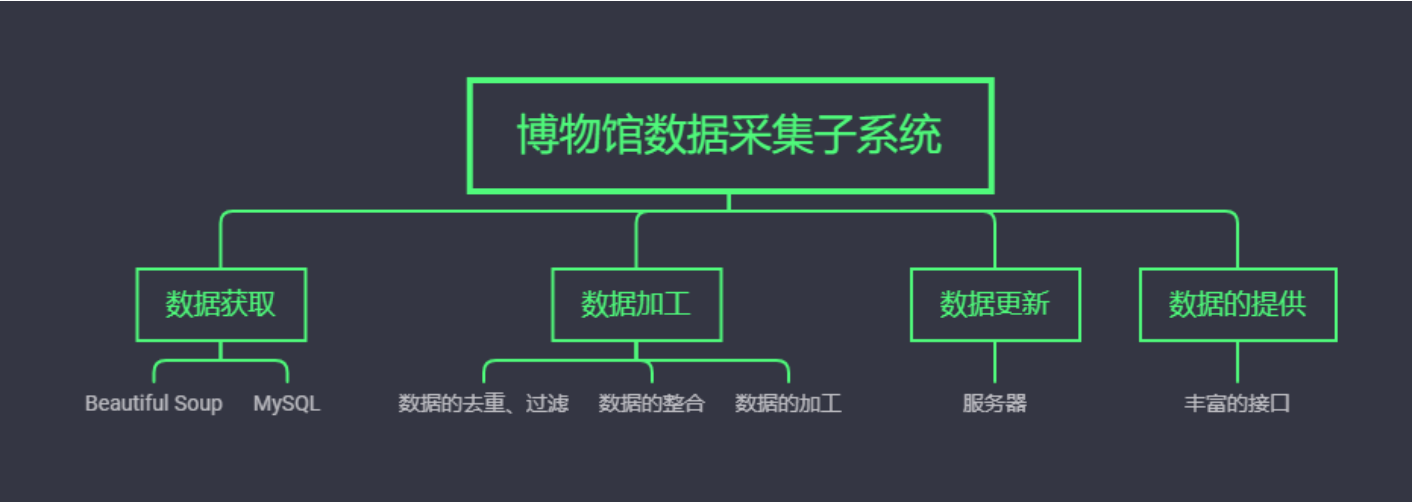 博物馆数据采集子系统
数据获取
数据加工
数据更新
数据的提供
Beautiful Soup
MySQL
数据的去重、过滤
数据的整合
数据的加工
服务器
丰富的接口